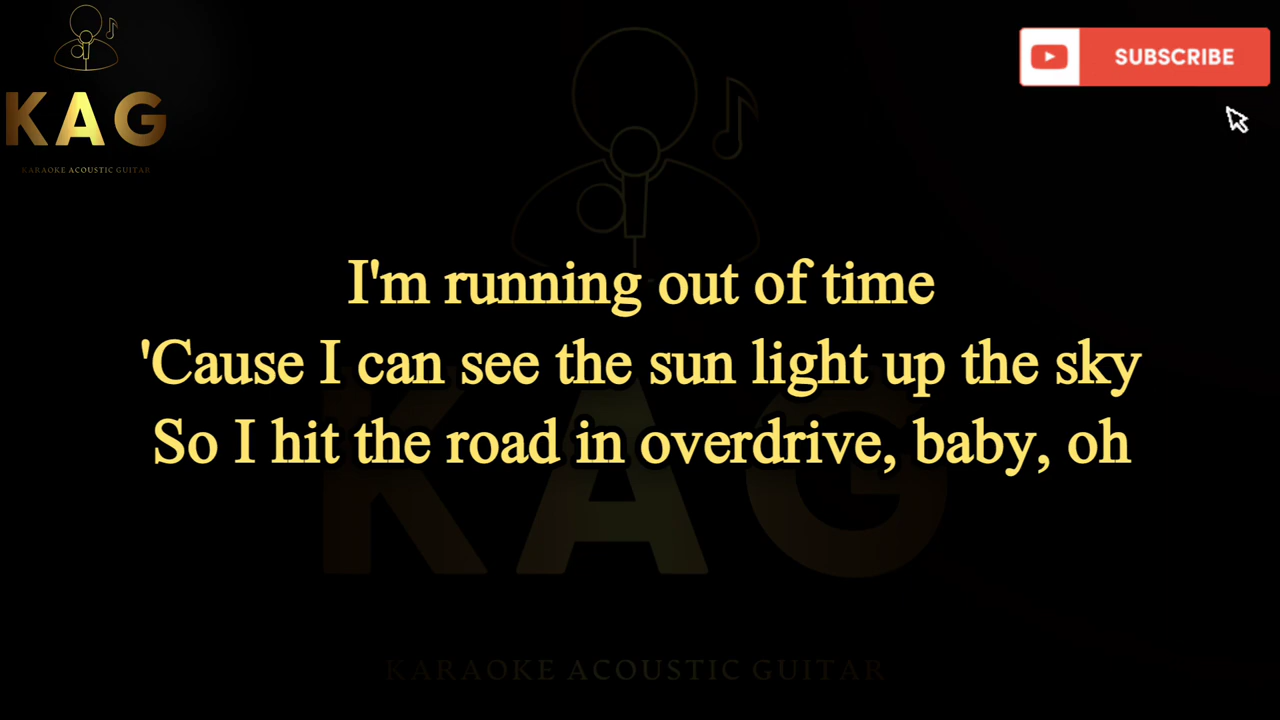 KAG
KARAOKE ACOUSTIC GUITAR
SUBSCRIBE
I'm running out of time
'Cause I can see the sun light up the sky
So I hit the road in overdrive, baby, oh
KAG
KARAOKE ACOUSTIC GUITAR